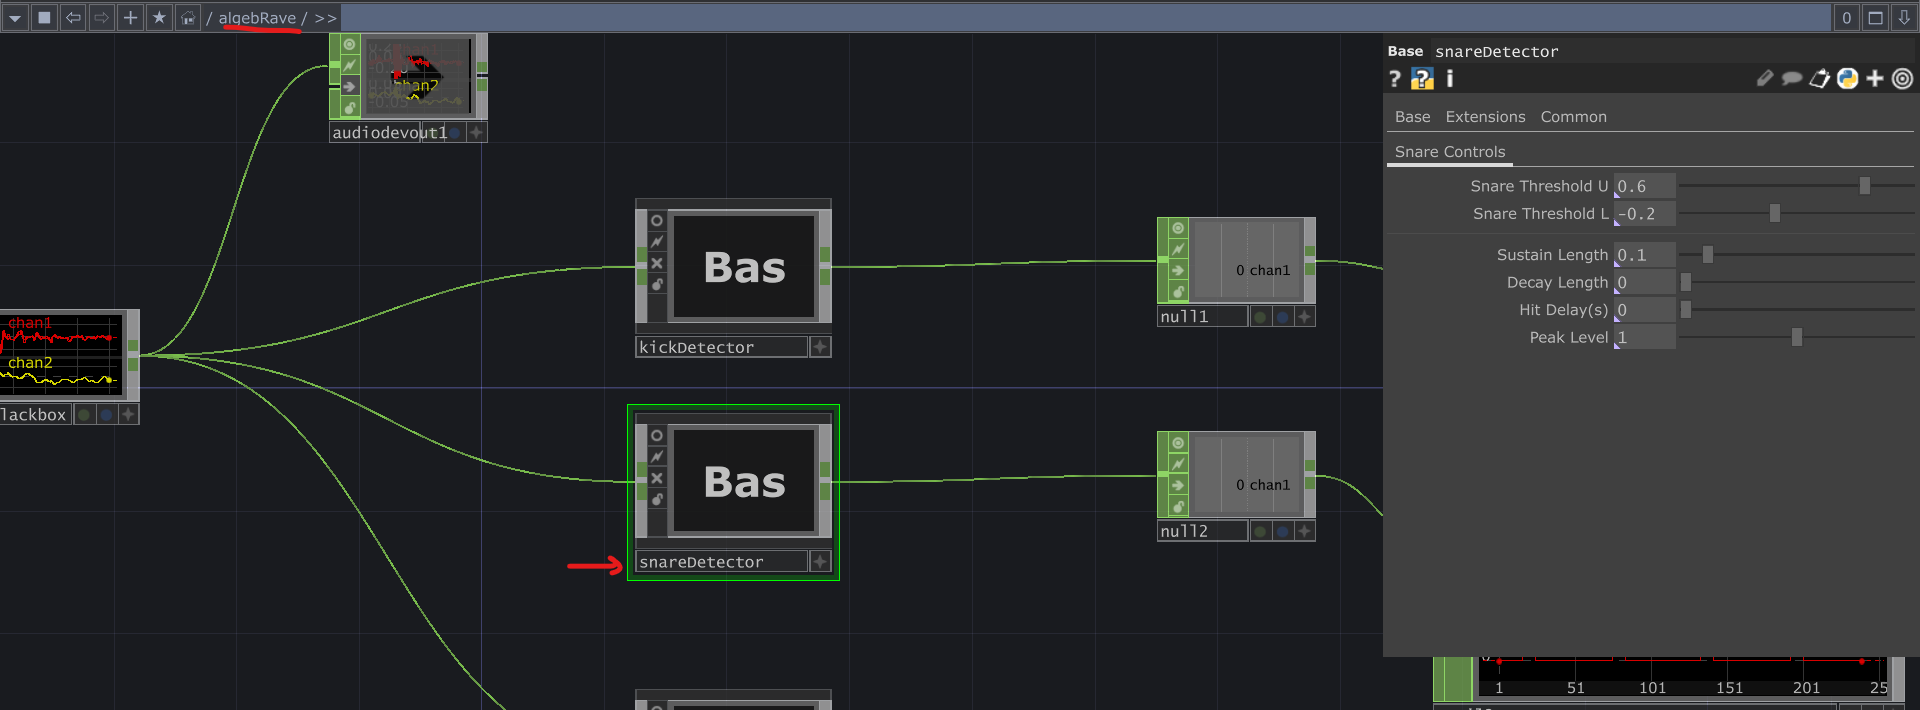 / algebRave / >>
0
Base snareDetector
Base Extensions Common
Snare Controls
Snare Threshold U 0.6
Snare Threshold L -0.2
Sustain Length 0.1
Decay Length 0
Hit Delay(s) 0
Peak Level 1
chan2
audiodevout1
Bas
kickDetector
0 chan1
null1
chan1
chan2
lackbox
Bas
snareDetector
0 chan1
null2
0
1 51 101 151 201 25